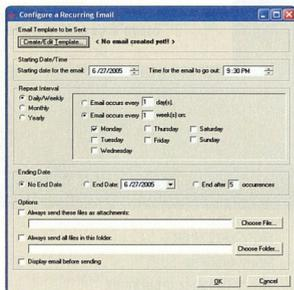 Configure a Recurring Email
Email Template to be Sent
Create/Edit Template... < No email created yet!! >
Starting Date/Time
Starting date for the email: 6/27/2005 Time for the email to go out: 9:30 PM
Repeat Interval
Daily/Weekly
Monthly
Yearly
Email occurs every 1 day(s).
Email occurs every 1 week(s) on:
Monday Thursday Saturday
Tuesday Friday Sunday
Wednesday
Ending Date
No End Date End Date: 6/27/2005 End after 5 occurrences
Options
Always send these files as attachments:
Choose File...
Always send all files in this folder:
Choose Folder...
Display email before sending
OK Cancel